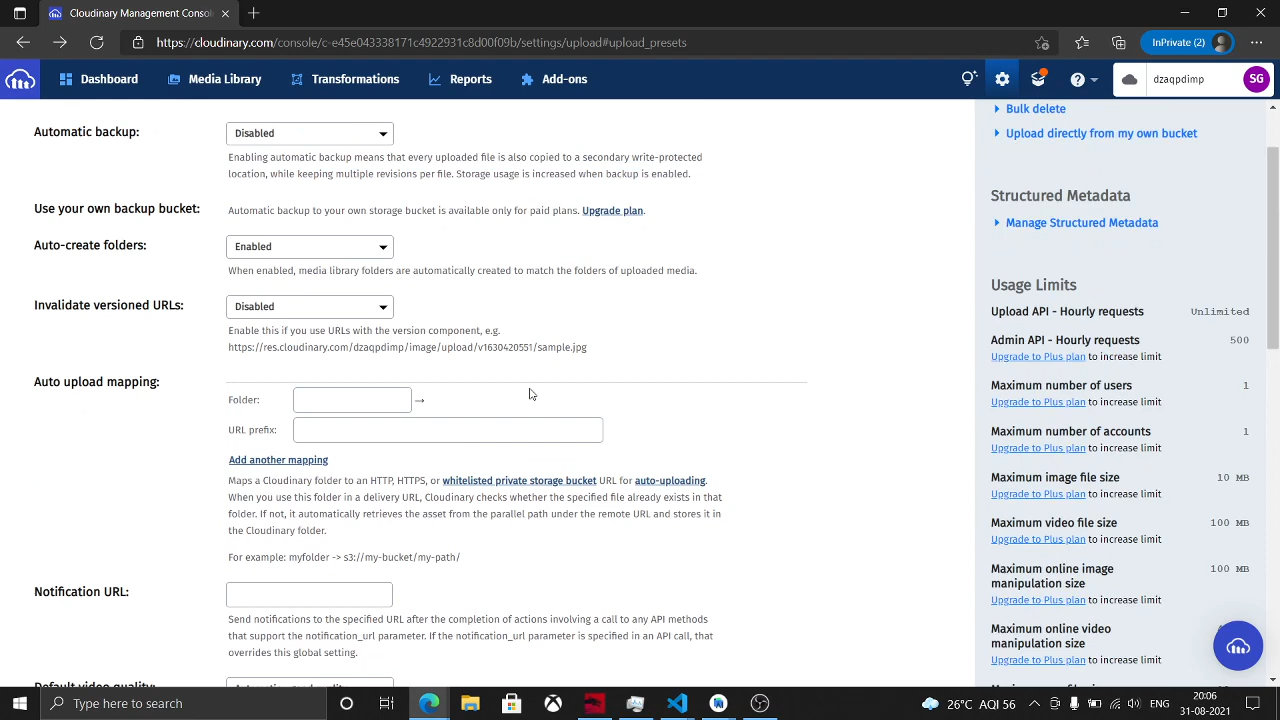 Cloudinary Management Conso
https://cloudinary.com/console/c-e45e043338171c4922931c8d00f09b/settings/upload#upload_presets
InPrivate (2)
Dashboard
Media Library
Transformations
Reports
Add-ons
dzaqpdimp
SG
Automatic backup:
Disabled
Enabling automatic backup means that every uploaded file is also copied to a secondary write-protected
location, while keeping multiple revisions per file. Storage usage is increased when backup is enabled.
Use your own backup bucket:
Automatic backup to your own storage bucket is available only for paid plans. Upgrade plan.
Auto-create folders:
Enabled
When enabled, media library folders are automatically created to match the folders of uploaded media.
Invalidate versioned URLs:
Disabled
Enable this if you use URLs with the version component, e.g.
https://res.cloudinary.com/dzaqpdimp/image/upload/v1630420551/sample.jpg
Auto upload mapping:
Folder:
→
URL prefix:
Add another mapping
Maps a Cloudinary folder to an HTTP, HTTPS, or whitelisted private storage bucket URL for auto-uploading.
When you use this folder in a delivery URL, Cloudinary checks whether the specified file already exists in that
folder. If not, it automatically retrieves the asset from the parallel path under the remote URL and stores it in
the Cloudinary folder.
For example: myfolder -> s3://my-bucket/my-path/
Notification URL:
Send notifications to the specified URL after the completion of actions involving a call to any API methods
that support the notification_url parameter. If the notification_url parameter is specified in an API call, that
overrides this global setting.
Default video quality:
Bulk delete
Upload directly from my own bucket
Structured Metadata
Manage Structured Metadata
Usage Limits
Upload API - Hourly requests
Unlimited
Admin API - Hourly requests
500
Upgrade to Plus plan to increase limit
Maximum number of users
1
Upgrade to Plus plan to increase limit
Maximum number of accounts
1
Upgrade to Plus plan to increase limit
Maximum image file size
10 MB
Upgrade to Plus plan to increase limit
Maximum video file size
100 MB
Upgrade to Plus plan to increase limit
Maximum online image
manipulation size
100 MB
Upgrade to Plus plan to increase limit
Maximum online video
manipulation size
Upgrade to Plus plan to increase limit
Type here to search
26°C AQI 56
ENG
20:06
31-08-2021